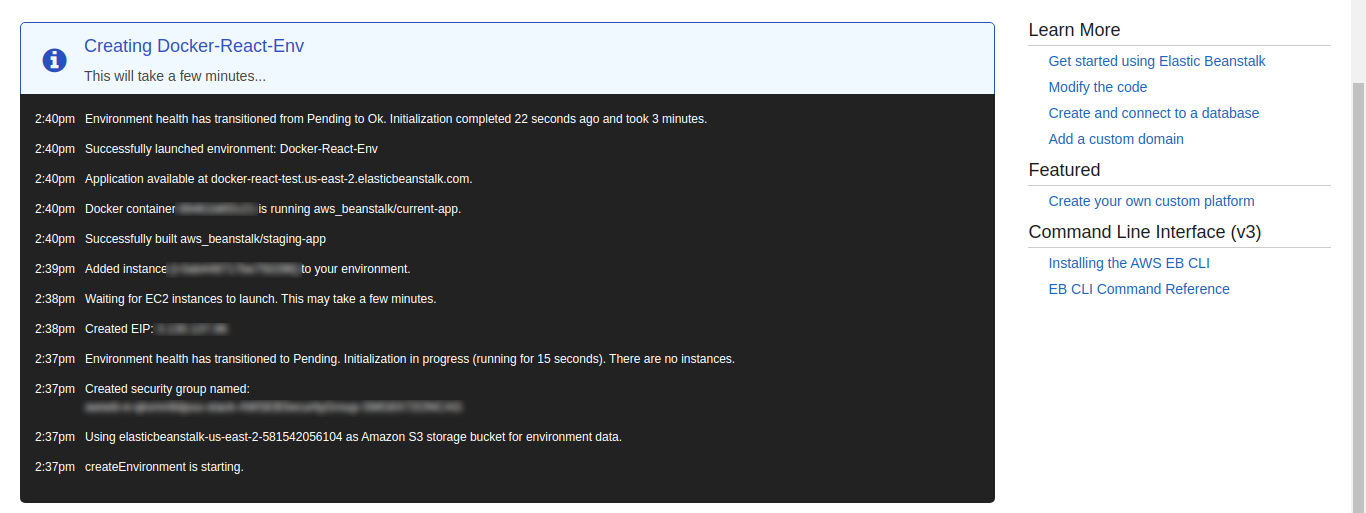 Creating Docker-React-Env
This will take a few minutes...
2:40pm Environment health has transitioned from Pending to Ok. Initialization completed 22 seconds ago and took 3 minutes.
2:40pm Successfully launched environment: Docker-React-Env
2:40pm Application available at docker-react-test.us-east-2.elasticbeanstalk.com.
2:40pm Docker container is running aws_beanstalk/current-app.
2:40pm Successfully built aws_beanstalk/staging-app
2:39pm Added instance to your environment.
2:38pm Waiting for EC2 instances to launch. This may take a few minutes.
2:38pm Created EIP:
2:37pm Environment health has transitioned to Pending. Initialization in progress (running for 15 seconds). There are no instances.
2:37pm Created security group named:
2:37pm Using elasticbeanstalk-us-east-2-581542056104 as Amazon S3 storage bucket for environment data.
2:37pm createEnvironment is starting.
Learn More
Get started using Elastic Beanstalk
Modify the code
Create and connect to a database
Add a custom domain
Featured
Create your own custom platform
Command Line Interface (v3)
Installing the AWS EB CLI
EB CLI Command Reference